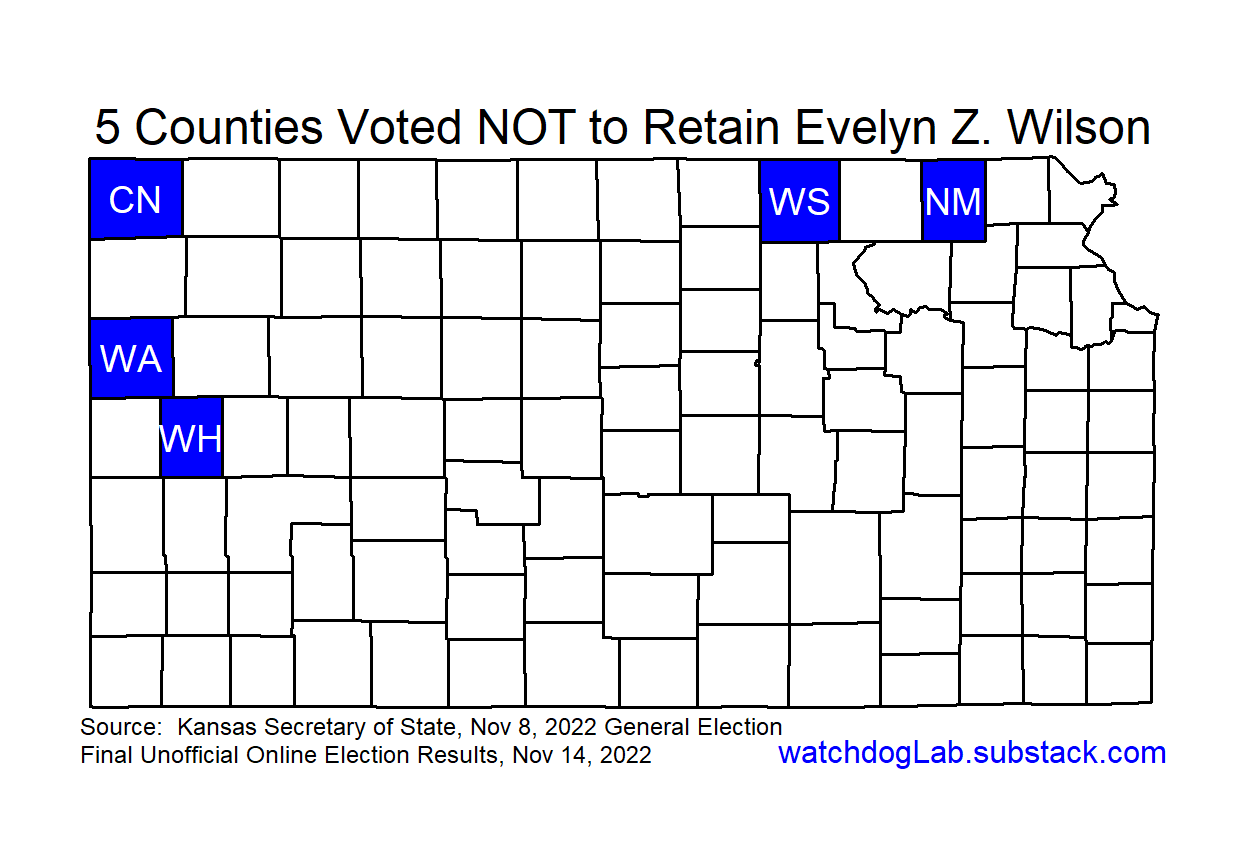 5 Counties Voted NOT to Retain Evelyn Z. Wilson
CN
WS
NM
WA
WH
Source:  Kansas Secretary of State, Nov 8, 2022 General Election
Final Unofficial Online Election Results, Nov 14, 2022
watchdogLab.substack.com